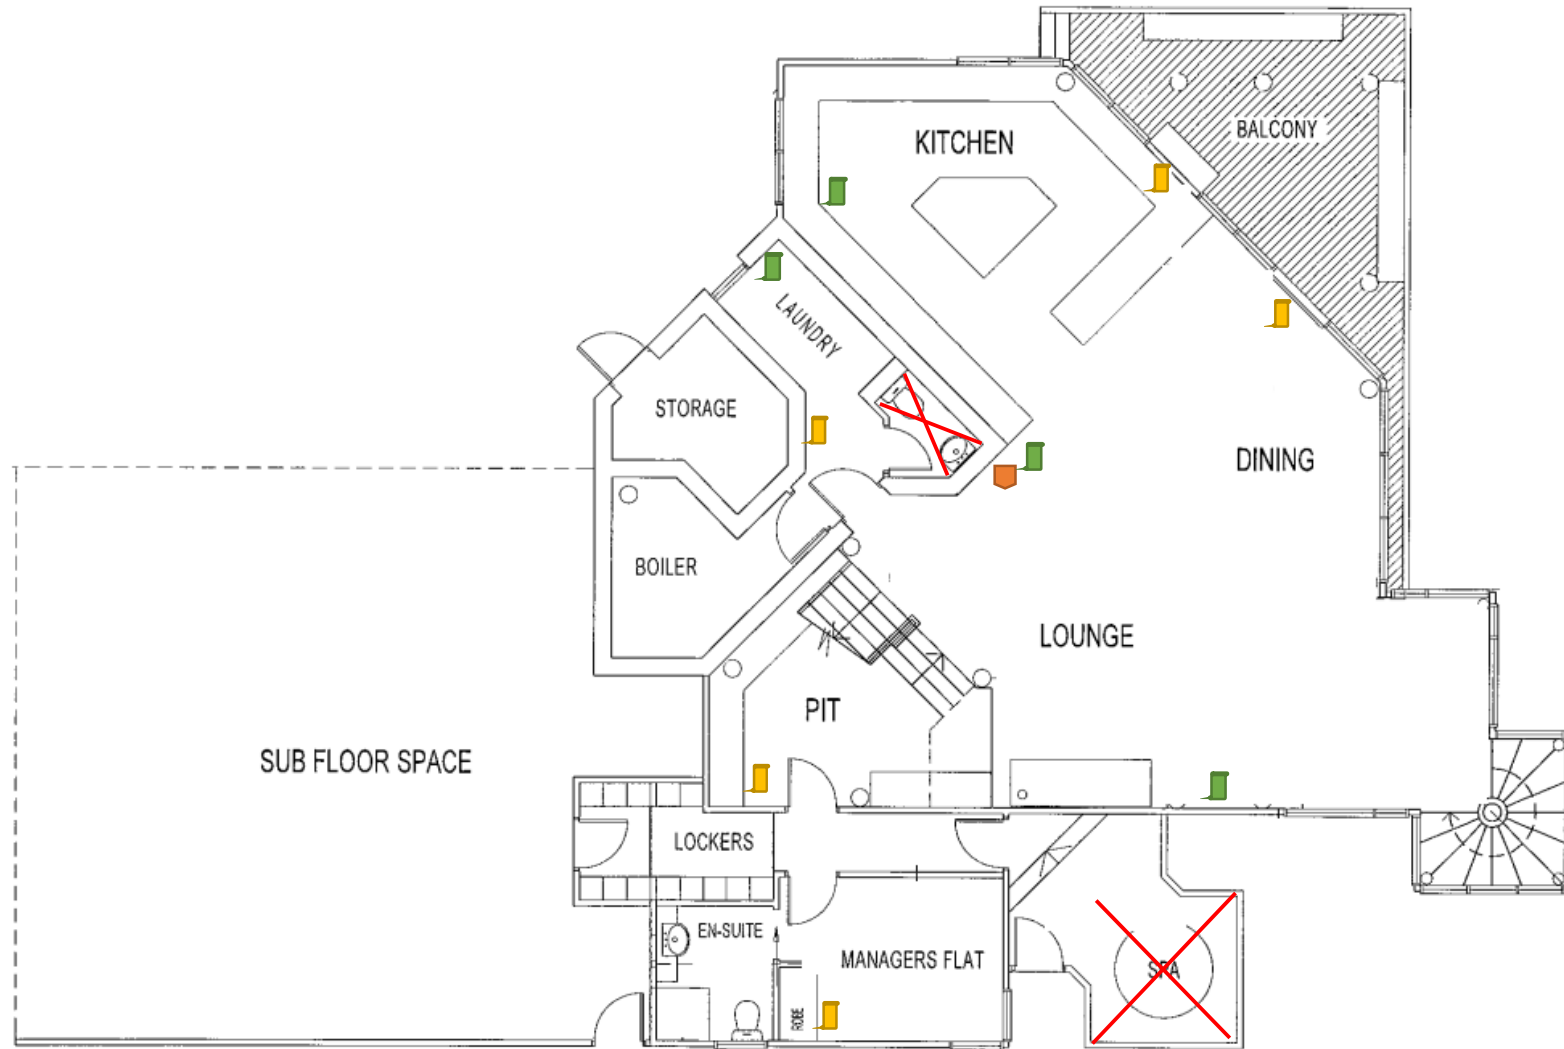 KITCHEN
BALCONY
LAUNDRY
STORAGE
DINING
BOILER
LOUNGE
PIT
SUB FLOOR SPACE
LOCKERS
EN-SUITE
MANAGERS FLAT
SPA
ROBE